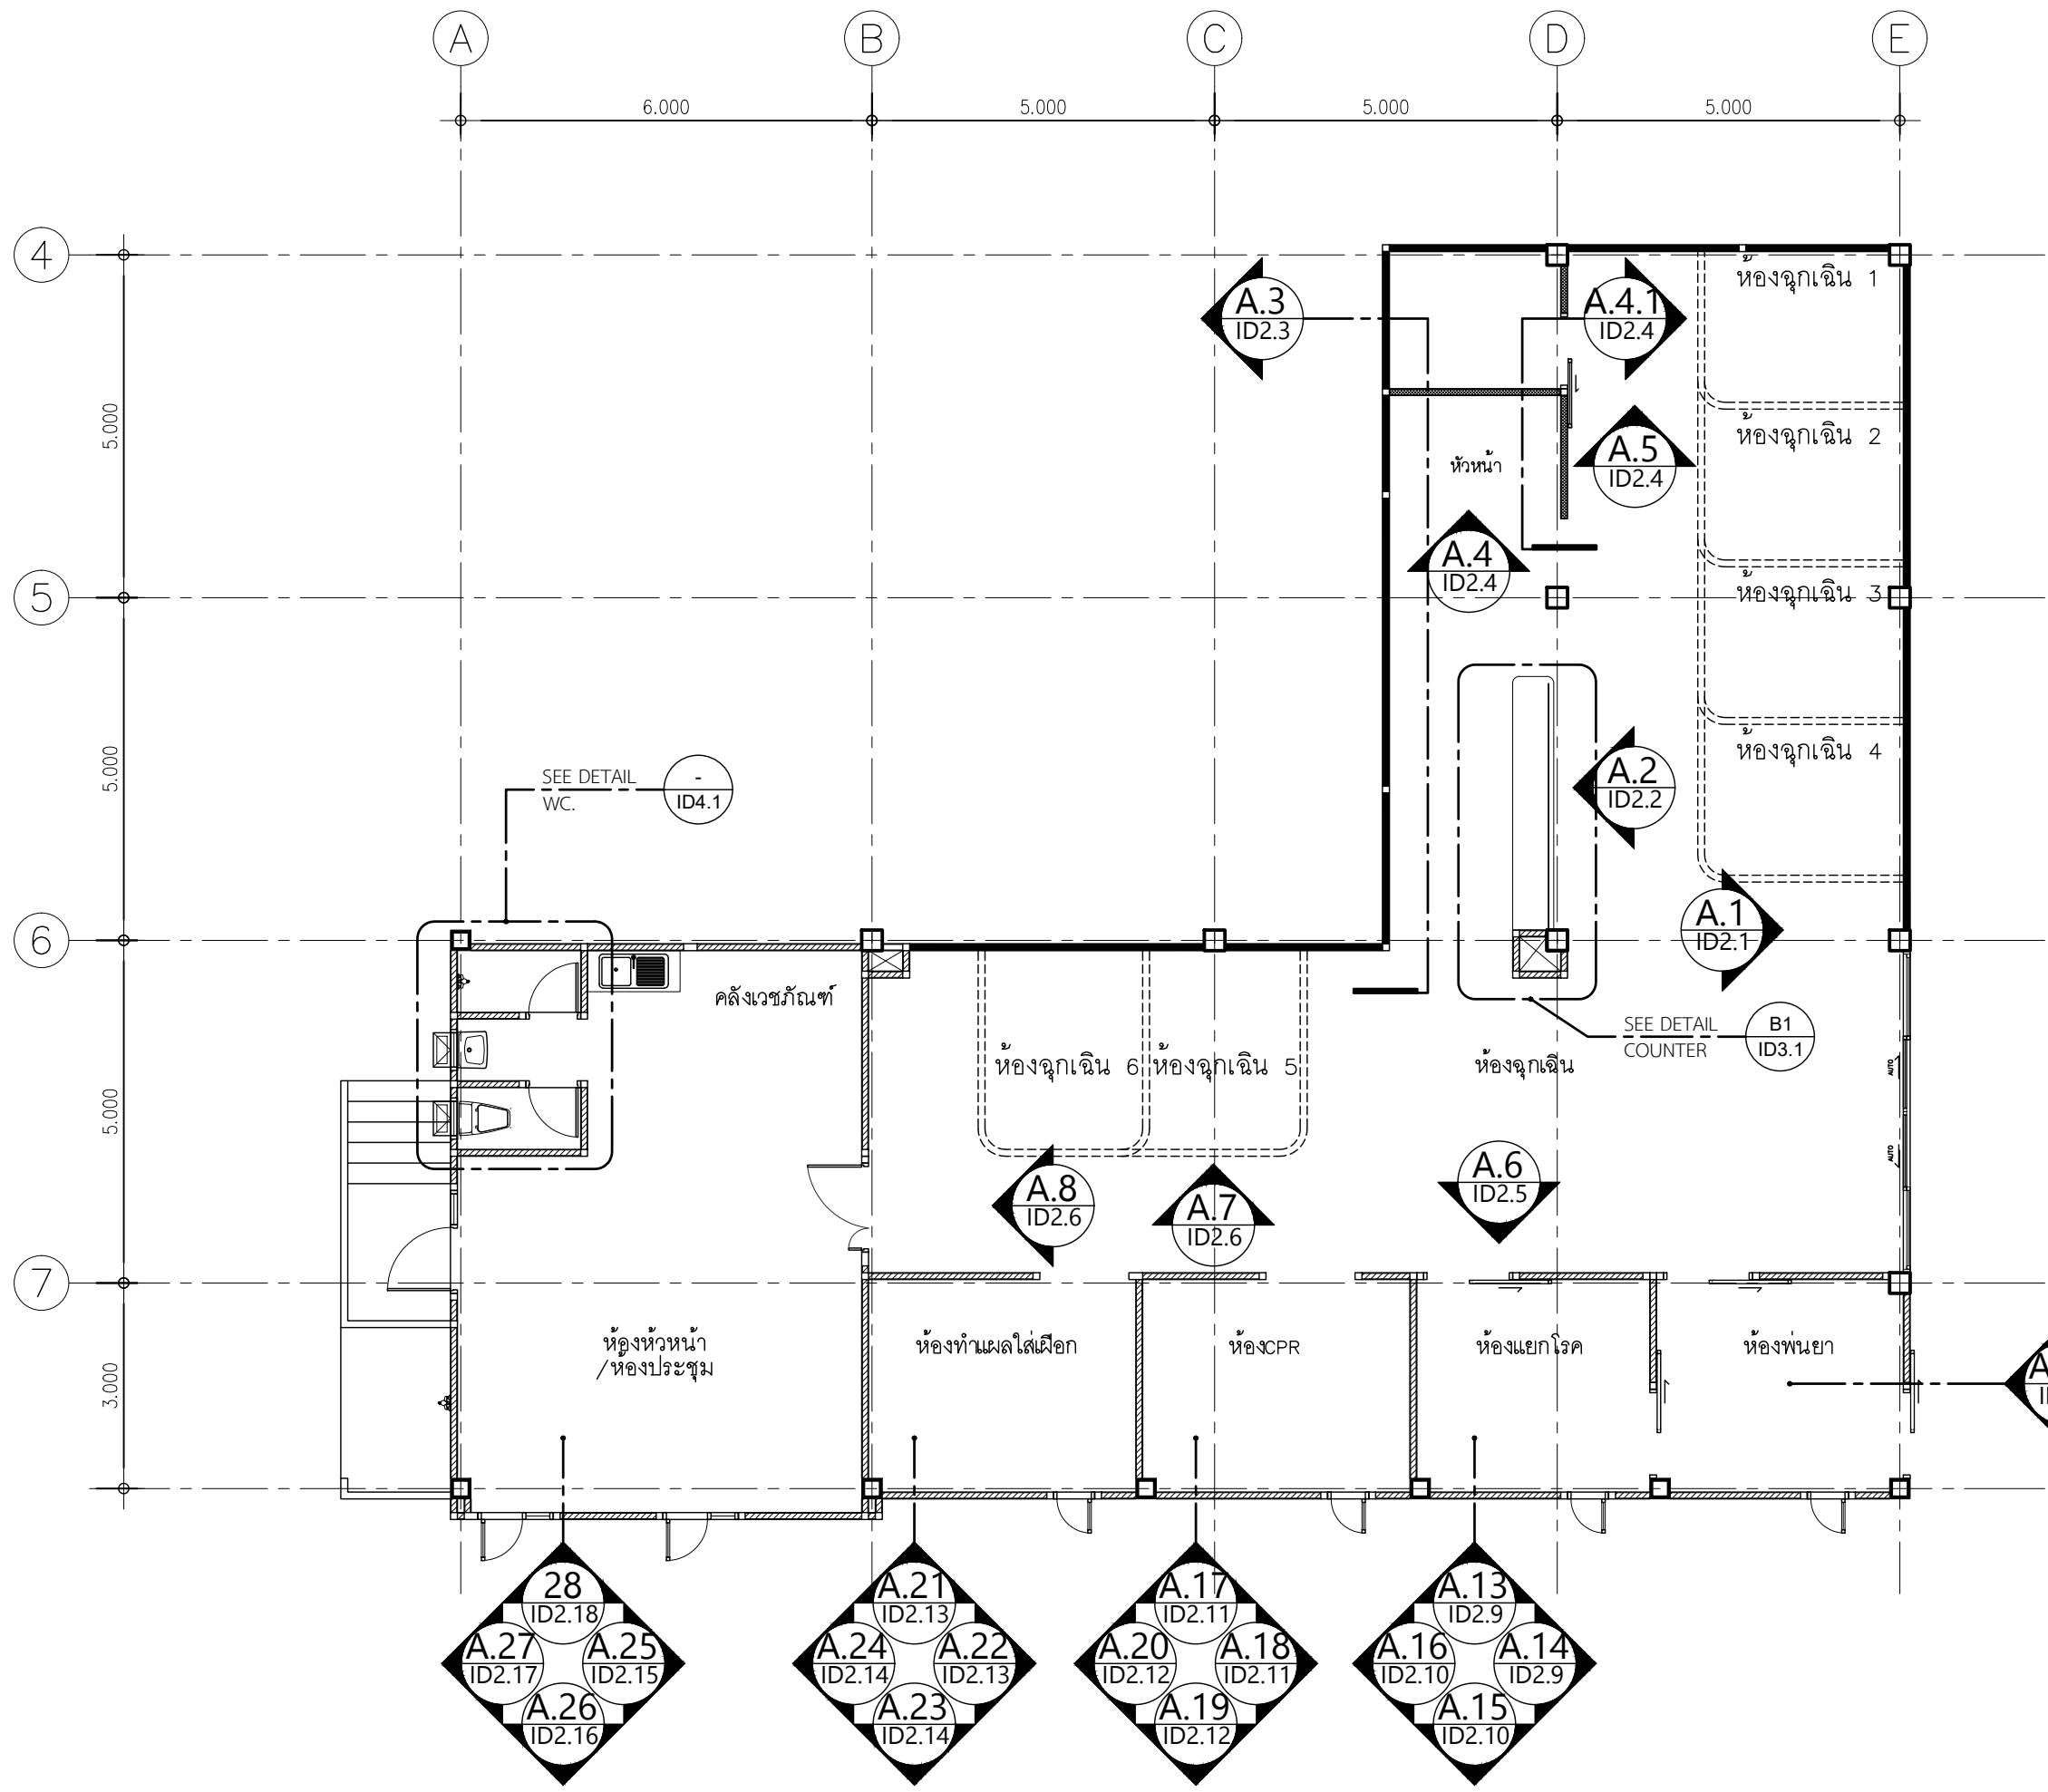 A
B
C
D
E
6.000
5.000
5.000
5.000
4
5
6
7
5.000
5.000
5.000
3.000
A.3
ID2.3
A.4.1
ID2.4
ห้องฉุกเฉิน 1
ห้องฉุกเฉิน 2
A.5
ID2.4
หัวหน้า
A.4
ID2.4
ห้องฉุกเฉิน 3
ห้องฉุกเฉิน 4
A.2
ID2.2
SEE DETAIL
WC.
-
ID4.1
A.1
ID2.1
คลังเวชภัณฑ์
ห้องฉุกเฉิน 6
ห้องฉุกเฉิน 5
ห้องฉุกเฉิน
SEE DETAIL
COUNTER
B1
ID3.1
AUTO
AUTO
A.8
ID2.6
A.7
ID2.6
A.6
ID2.5
ห้องหัวหน้า
/ห้องประชุม
ห้องทำแผลใส่เฝือก
ห้องCPR
ห้องแยกโรค
ห้องพ่นยา
28
ID2.18
A.27
ID2.17
A.25
ID2.15
A.26
ID2.16
A.21
ID2.13
A.24
ID2.14
A.22
ID2.13
A.23
ID2.14
A.17
ID2.11
A.20
ID2.12
A.18
ID2.11
A.19
ID2.12
A.13
ID2.9
A.16
ID2.10
A.14
ID2.9
A.15
ID2.10